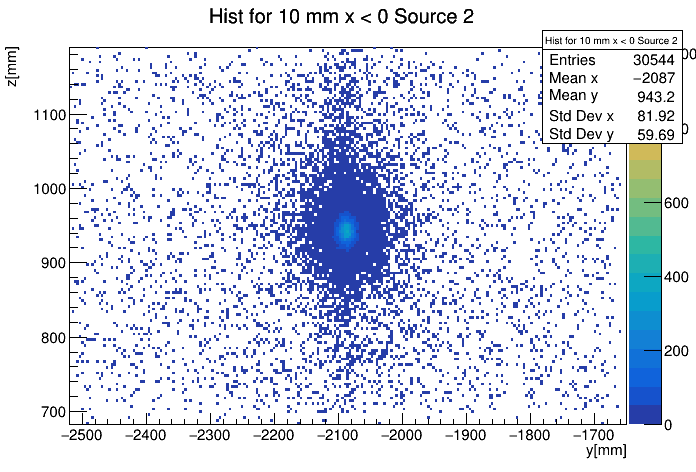 Hist for 10 mm x < 0 Source 2
z[mm]
Hist for 10 mm x < 0 Source 2
Entries 30544
Mean x −2087
Mean y 943.2
Std Dev x 81.92
Std Dev y 59.69
1100
1000
900
800
700
600
400
200
0
−2500 −2400 −2300 −2200 −2100 −2000 −1900 −1800 −1700
y[mm]